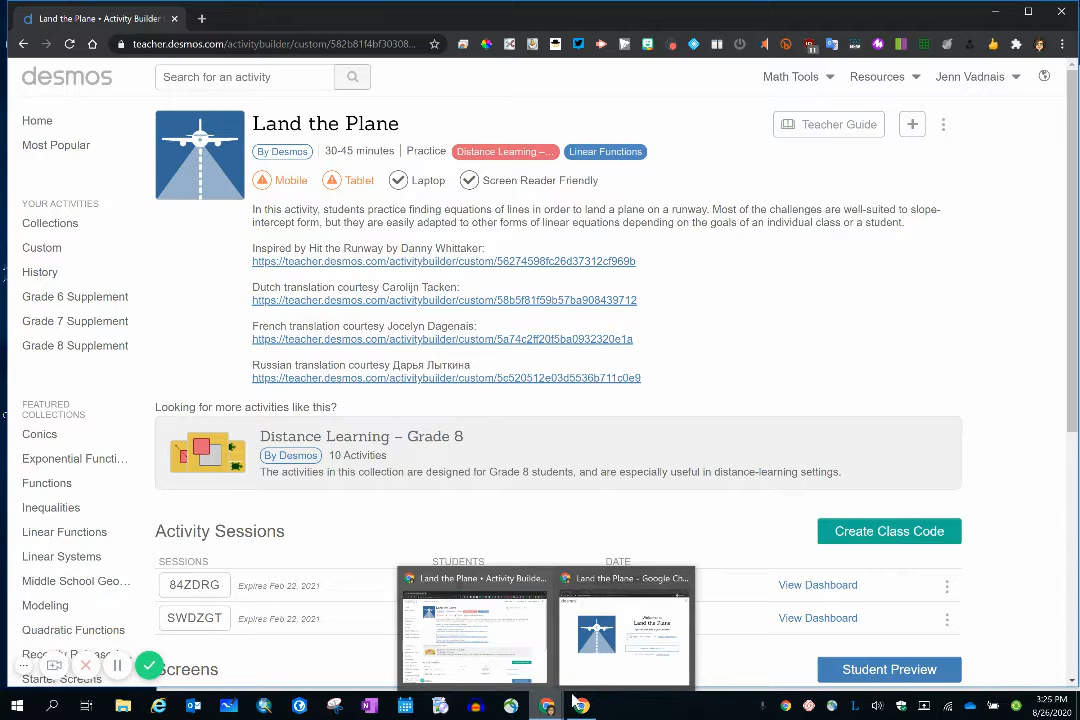 Land the Plane • Activity Builder
teacher.desmos.com/activitybuilder/custom/582b81f4bf30308...
desmos
Search for an activity
Math Tools
Resources
Jenn Vadnais
Home
Most Popular
YOUR ACTIVITIES
Collections
Custom
History
Grade 6 Supplement
Grade 7 Supplement
Grade 8 Supplement
FEATURED
COLLECTIONS
Conics
Exponential Functi...
Functions
Inequalities
Linear Functions
Linear Systems
Middle School Geo...
Modeling
Quadratic Functions
Starter Screens
Land the Plane
Teacher Guide
By Desmos
30-45 minutes
Practice
Distance Learning –...
Linear Functions
Mobile
Tablet
Laptop
Screen Reader Friendly
In this activity, students practice finding equations of lines in order to land a plane on a runway. Most of the challenges are well-suited to slope-
intercept form, but they are easily adapted to other forms of linear equations depending on the goals of an individual class or a student.
Inspired by Hit the Runway by Danny Whittaker:
https://teacher.desmos.com/activitybuilder/custom/56274598fc26d37312cf969b
Dutch translation courtesy Carolijn Tacken:
https://teacher.desmos.com/activitybuilder/custom/58b5f81f59b57ba908439712
French translation courtesy Jocelyn Dagenais:
https://teacher.desmos.com/activitybuilder/custom/5a74c2ff20f5ba0932320e1a
Russian translation courtesy Дарья Лыткина
https://teacher.desmos.com/activitybuilder/custom/5c520512e03d5536b711c0e9
Looking for more activities like this?
Distance Learning – Grade 8
By Desmos
10 Activities
The activities in this collection are designed for Grade 8 students, and are especially useful in distance-learning settings.
Activity Sessions
Create Class Code
SESSIONS
STUDENTS
DATE
84ZDRG
Expires Feb 22, 2021
View Dashboard
SWDZGT
Expires Feb 22, 2021
View Dashboard
Screens
Student Preview
Land the Plane • Activity Builde...
Land the Plane - Google Ch...
desmos
Land the Plane
3:25 PM
8/26/2020